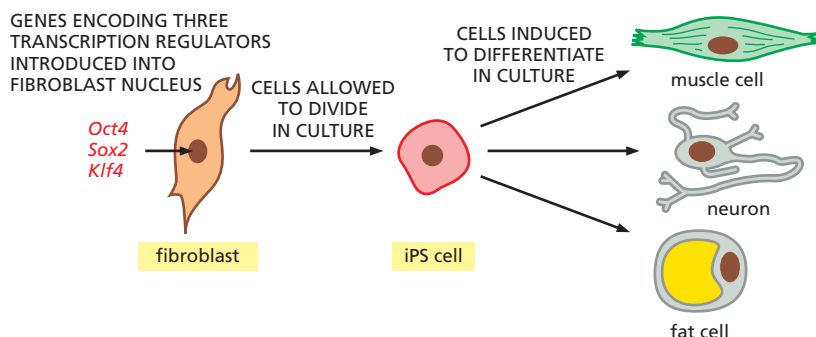 GENES ENCODING THREE
TRANSCRIPTION REGULATORS
INTRODUCED INTO
FIBROBLAST NUCLEUS
Oct4
Sox2
Klf4
CELLS ALLOWED
TO DIVIDE
IN CULTURE
CELLS INDUCED
TO DIFFERENTIATE
IN CULTURE
fibroblast
iPS cell
muscle cell
neuron
fat cell